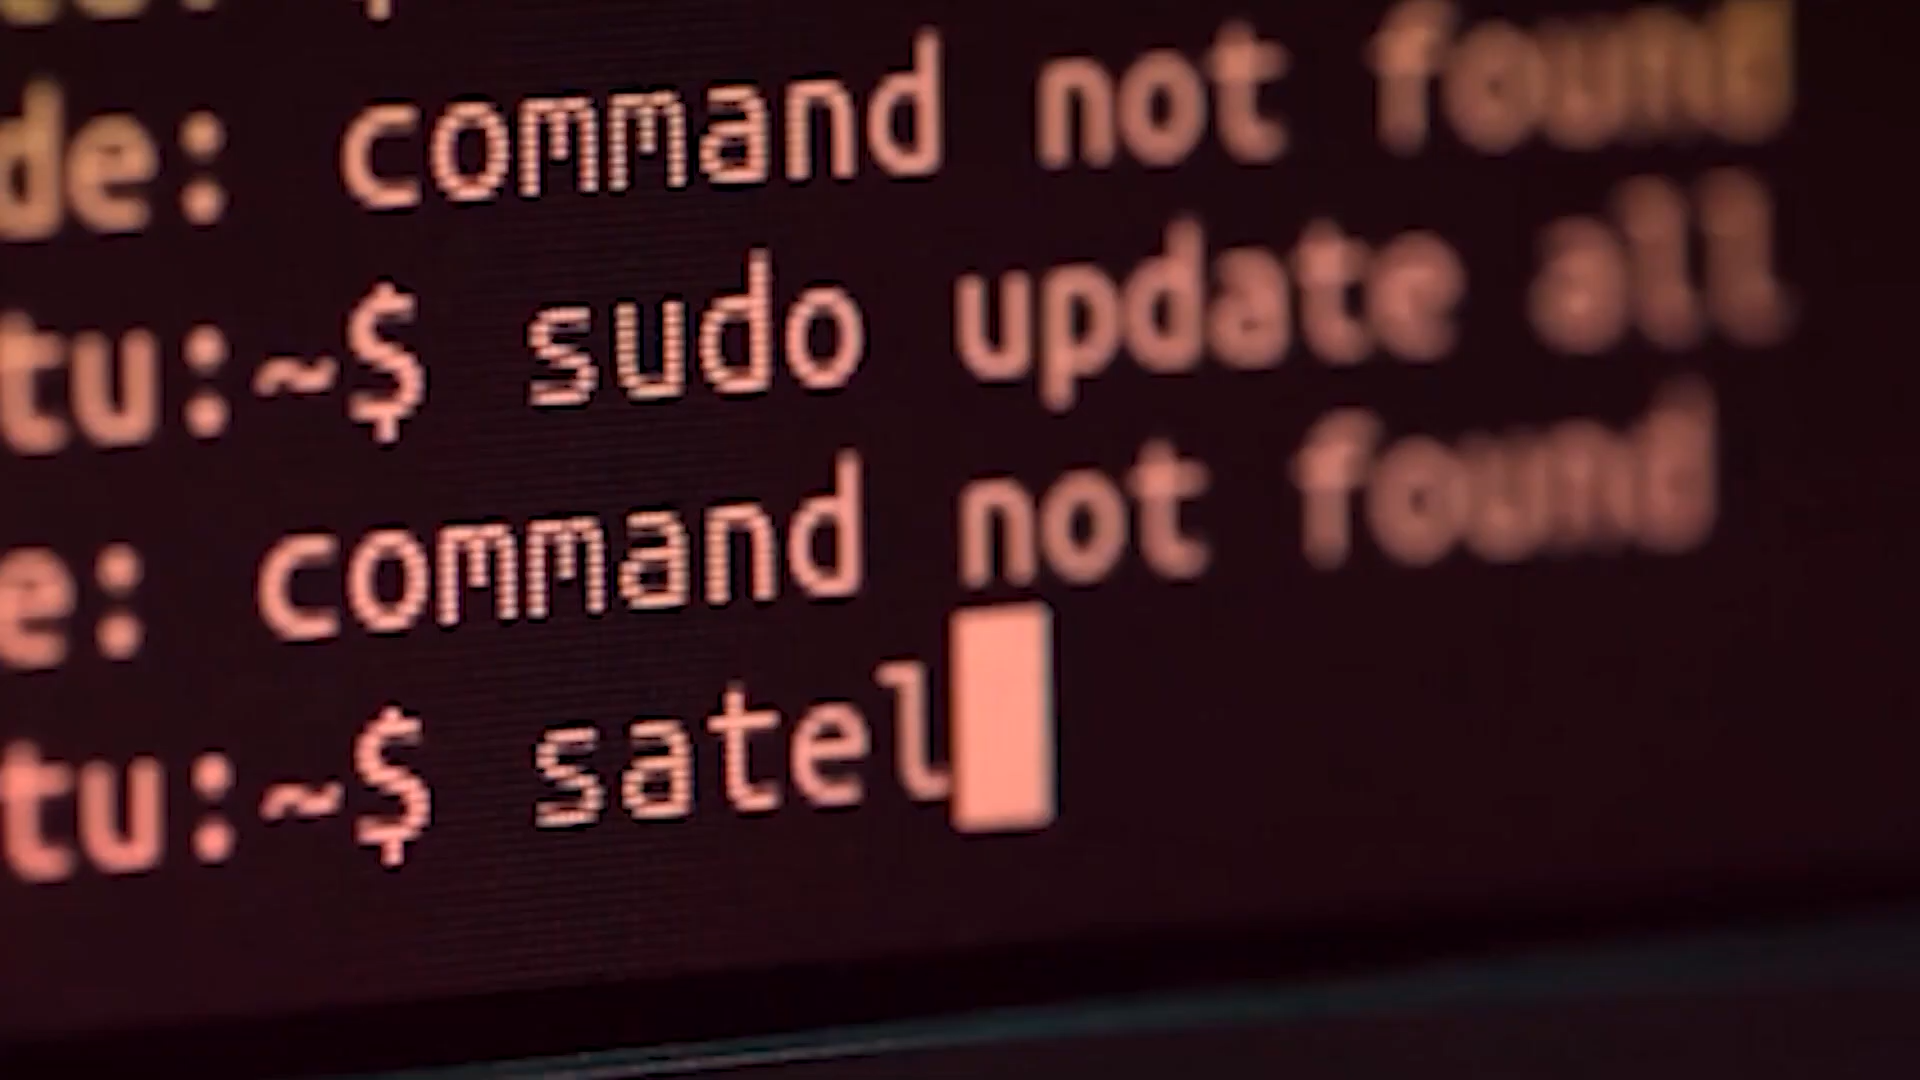 de: command not found
tu:~$ sudo update all
e: command not found
tu:~$ satel